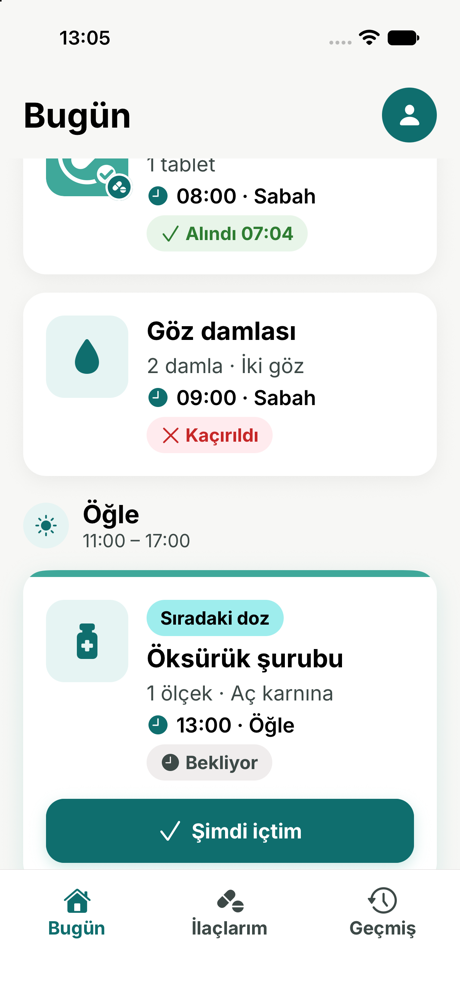 13:05
Bugün
1 tablet
08:00 · Sabah
Alındı 07:04
Göz damlası
2 damla · İki göz
09:00 · Sabah
Kaçırıldı
Öğle
11:00 – 17:00
Sıradaki doz
Öksürük şurubu
1 ölçek · Aç karnına
13:00 · Öğle
Bekliyor
Şimdi içtim
Bugün
İlaçlarım
Geçmiş